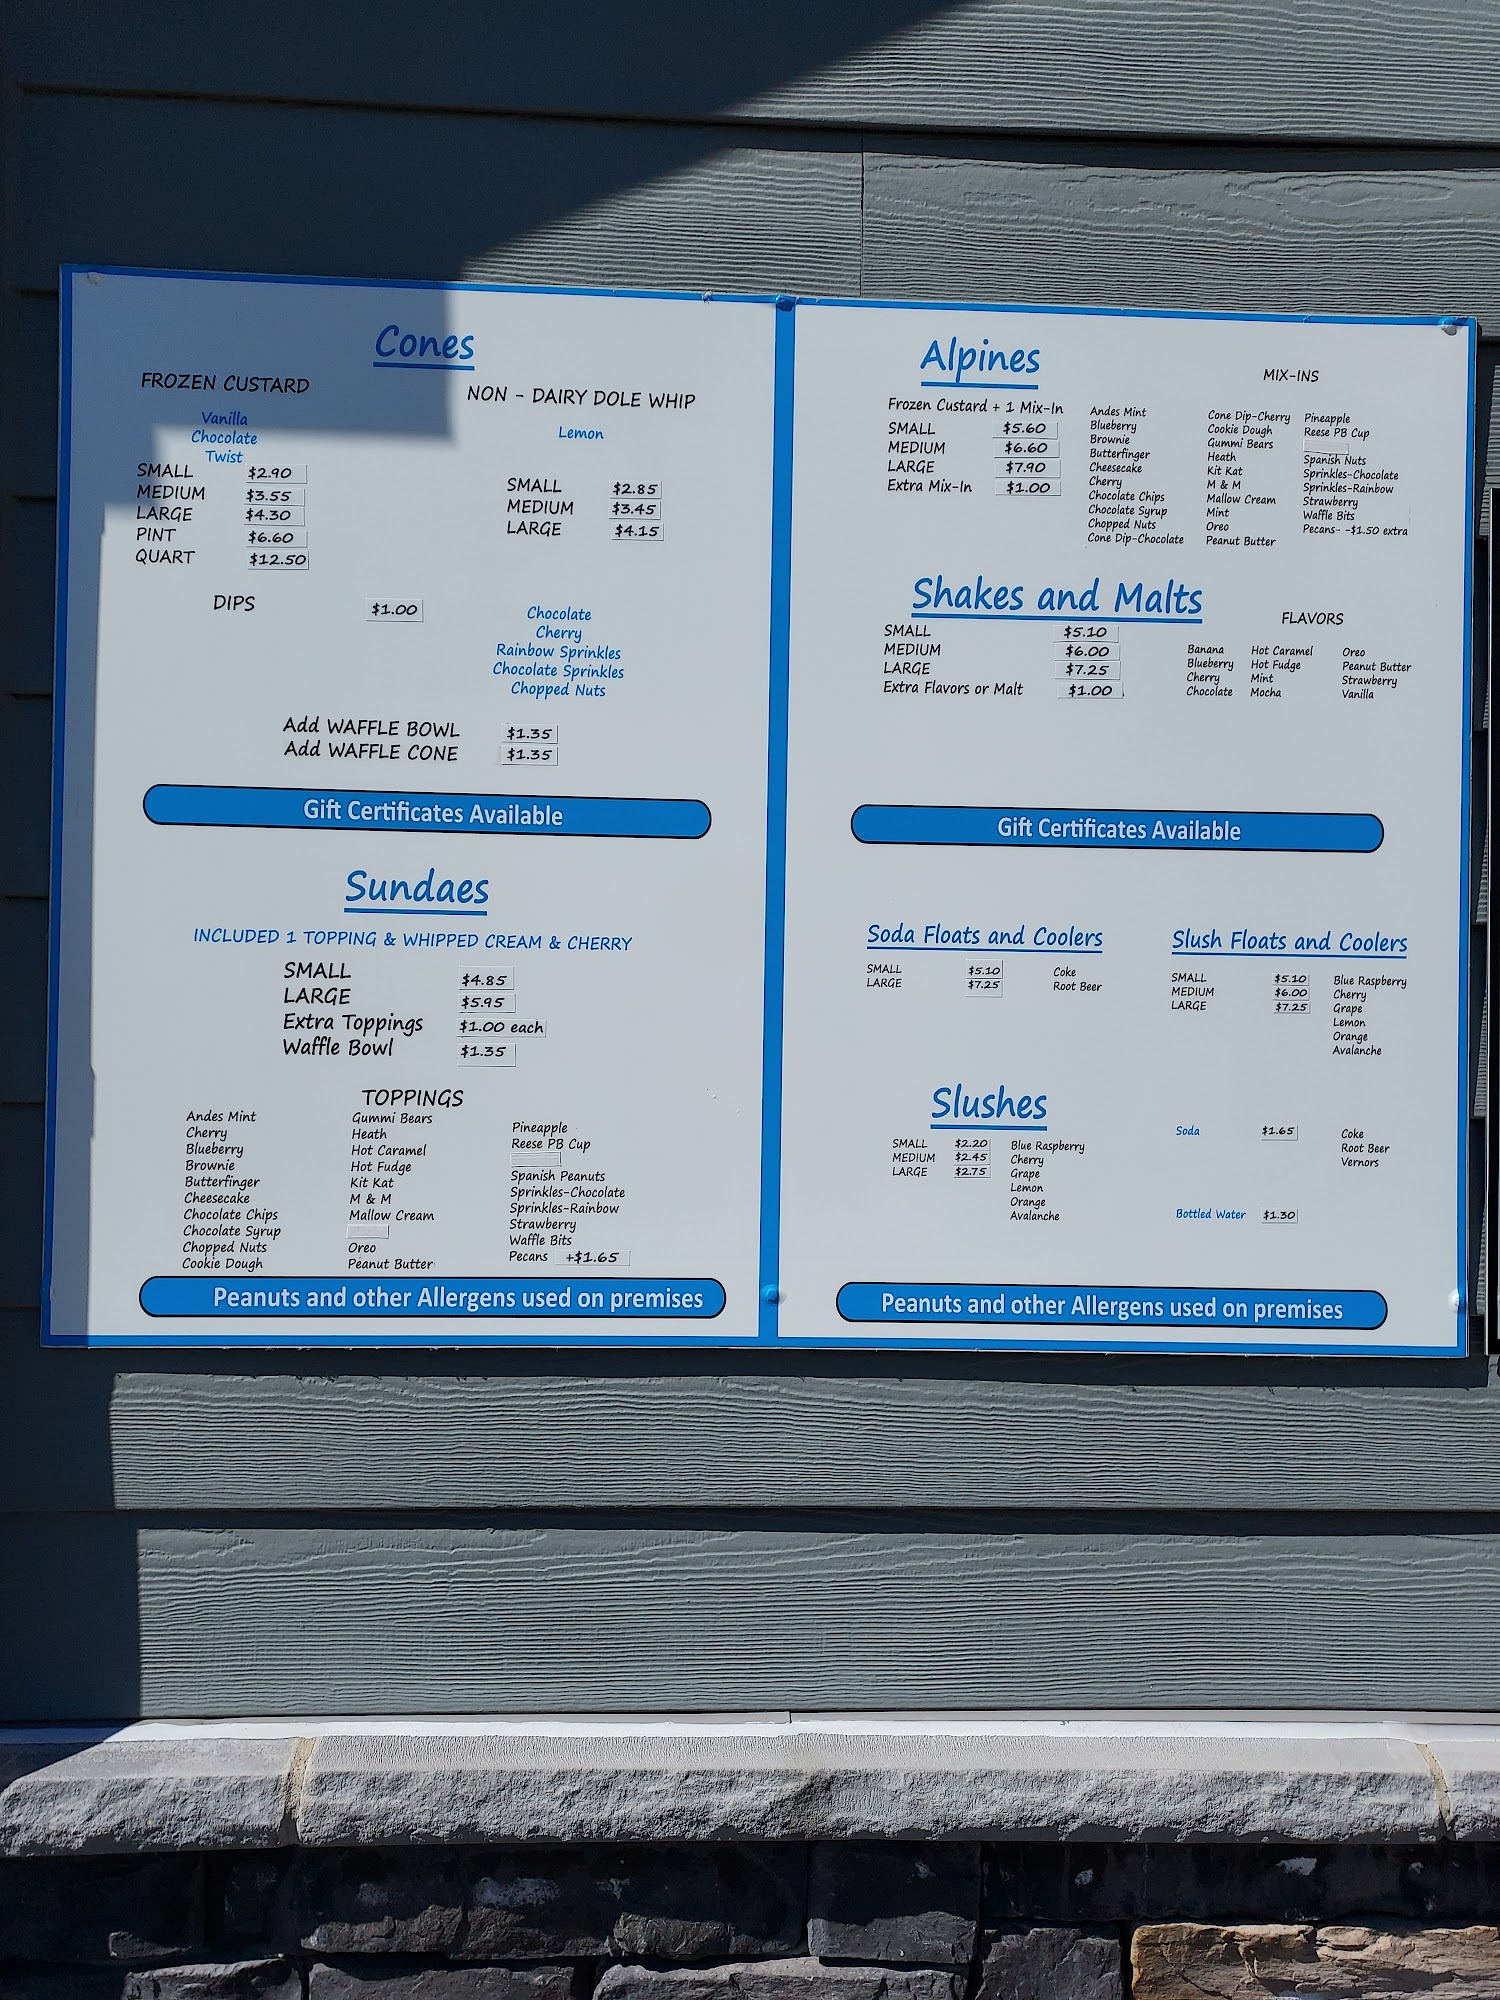 Cones
FROZEN CUSTARD
Vanilla
Chocolate
Twist
SMALL $2.90
MEDIUM $3.55
LARGE $4.30
PINT $6.60
QUART $12.50
NON - DAIRY DOLE WHIP
Lemon
SMALL $2.85
MEDIUM $3.45
LARGE $4.15
DIPS $1.00
Chocolate
Cherry
Rainbow Sprinkles
Chocolate Sprinkles
Chopped Nuts
Add WAFFLE BOWL $1.35
Add WAFFLE CONE $1.35
Gift Certificates Available
Sundaes
INCLUDED 1 TOPPING & WHIPPED CREAM & CHERRY
SMALL $4.85
LARGE $5.95
Extra Toppings $1.00 each
Waffle Bowl $1.35
TOPPINGS
Andes Mint
Cherry
Blueberry
Brownie
Butterfinger
Cheesecake
Chocolate Chips
Chocolate Syrup
Chopped Nuts
Cookie Dough
Gummi Bears
Heath
Hot Caramel
Hot Fudge
Kit Kat
M & M
Mallow Cream
Oreo
Peanut Butter
Pineapple
Reese PB Cup
Spanish Peanuts
Sprinkles-Chocolate
Sprinkles-Rainbow
Strawberry
Waffle Bits
Pecans +$1.65
Peanuts and other Allergens used on premises
Alpines
Frozen Custard + 1 Mix-In
SMALL $5.60
MEDIUM $6.60
LARGE $7.90
Extra Mix-In $1.00
MIX-INS
Andes Mint
Blueberry
Brownie
Butterfinger
Cheesecake
Cherry
Chocolate Chips
Chocolate Syrup
Chopped Nuts
Cone Dip-Chocolate
Cone Dip-Cherry
Cookie Dough
Gummi Bears
Heath
Kit Kat
M & M
Mallow Cream
Mint
Oreo
Peanut Butter
Pineapple
Reese PB Cup
Spanish Nuts
Sprinkles-Chocolate
Sprinkles-Rainbow
Strawberry
Waffle Bits
Pecans- -$1.50 extra
Shakes and Malts
SMALL $5.10
MEDIUM $6.00
LARGE $7.25
Extra Flavors or Malt $1.00
FLAVORS
Banana
Blueberry
Cherry
Chocolate
Hot Caramel
Hot Fudge
Mint
Mocha
Oreo
Peanut Butter
Strawberry
Vanilla
Gift Certificates Available
Soda Floats and Coolers
SMALL $5.10
LARGE $7.25
Coke
Root Beer
Slush Floats and Coolers
SMALL $5.10
MEDIUM $6.00
LARGE $7.25
Blue Raspberry
Cherry
Grape
Lemon
Orange
Avalanche
Slushes
SMALL $2.20
MEDIUM $2.45
LARGE $2.75
Blue Raspberry
Cherry
Grape
Lemon
Orange
Avalanche
Soda $1.65
Coke
Root Beer
Vernors
Bottled Water $1.30
Peanuts and other Allergens used on premises